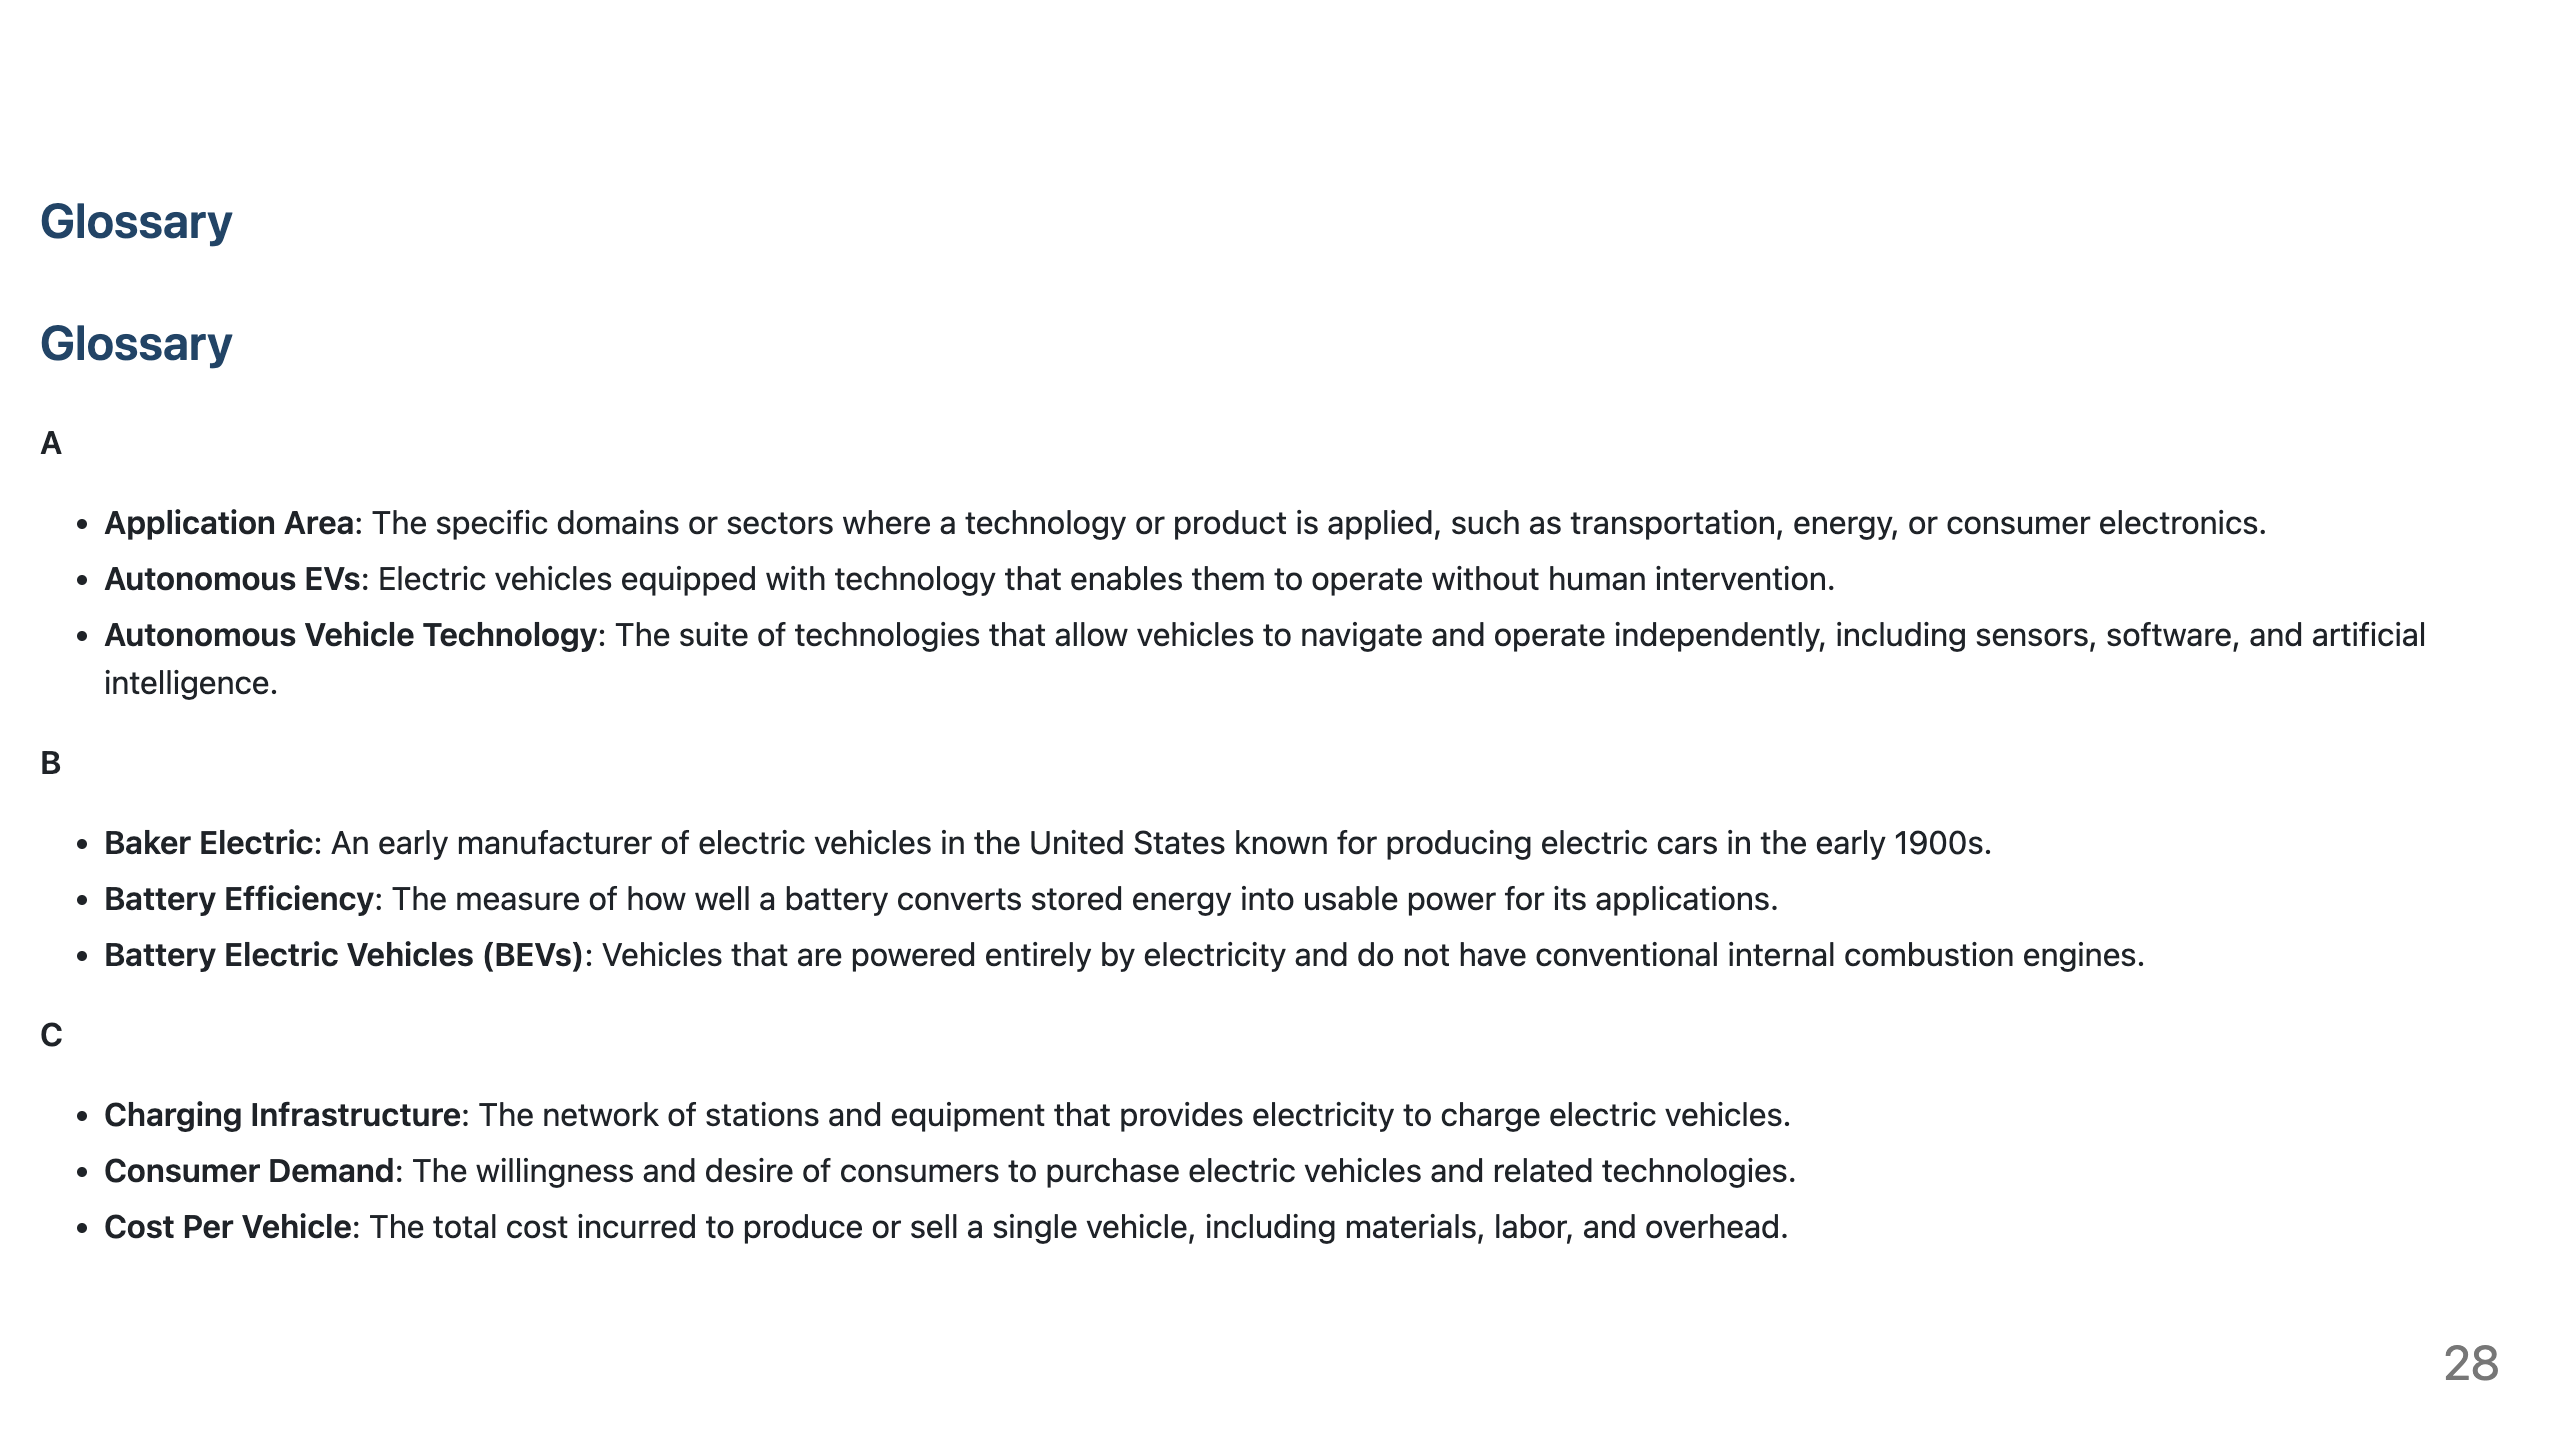 Glossary
Glossary
A
• Application Area: The specific domains or sectors where a technology or product is applied, such as transportation, energy, or consumer electronics.
• Autonomous EVs: Electric vehicles equipped with technology that enables them to operate without human intervention.
• Autonomous Vehicle Technology: The suite of technologies that allow vehicles to navigate and operate independently, including sensors, software, and artificial
intelligence.
B
• Baker Electric: An early manufacturer of electric vehicles in the United States known for producing electric cars in the early 1900s.
• Battery Efficiency: The measure of how well a battery converts stored energy into usable power for its applications.
• Battery Electric Vehicles (BEVs): Vehicles that are powered entirely by electricity and do not have conventional internal combustion engines.
C
• Charging Infrastructure: The network of stations and equipment that provides electricity to charge electric vehicles.
• Consumer Demand: The willingness and desire of consumers to purchase electric vehicles and related technologies.
• Cost Per Vehicle: The total cost incurred to produce or sell a single vehicle, including materials, labor, and overhead.
28